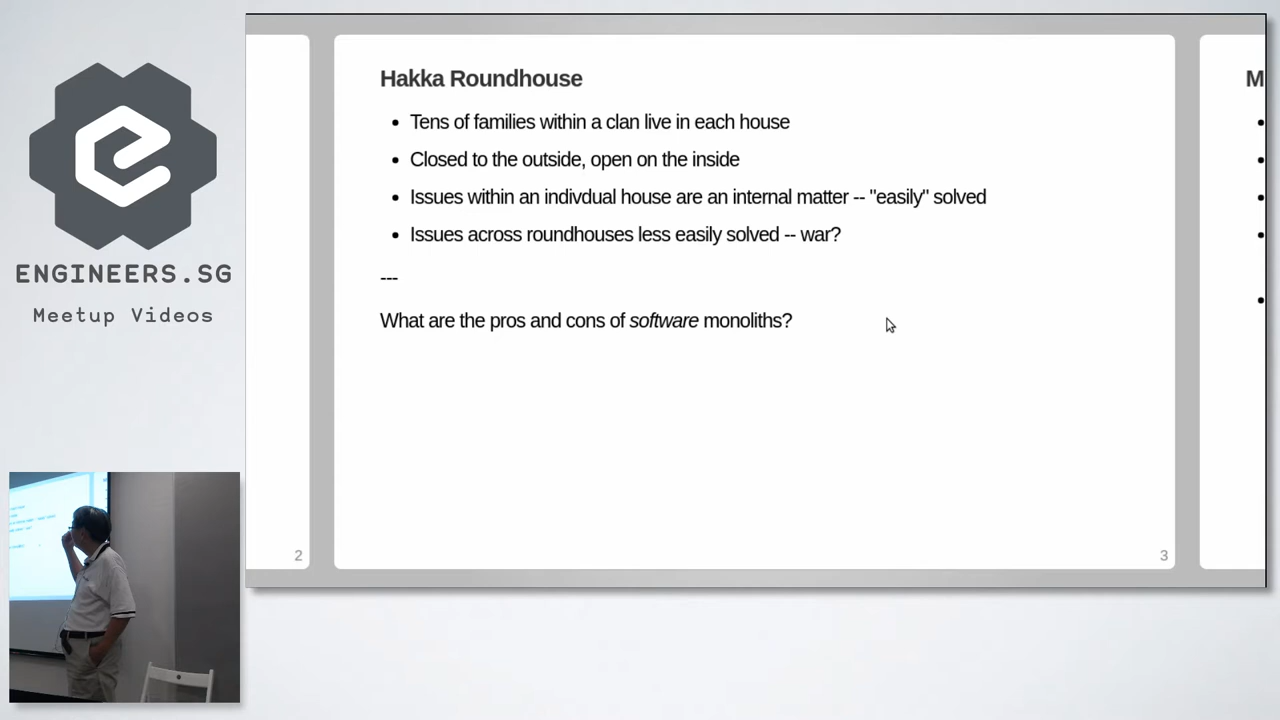 ENGINEERS.SG
Meetup Videos
2
Hakka Roundhouse
• Tens of families within a clan live in each house
• Closed to the outside, open on the inside
• Issues within an indivdual house are an internal matter -- "easily" solved
• Issues across roundhouses less easily solved -- war?
---
What are the pros and cons of software monoliths?
3
M